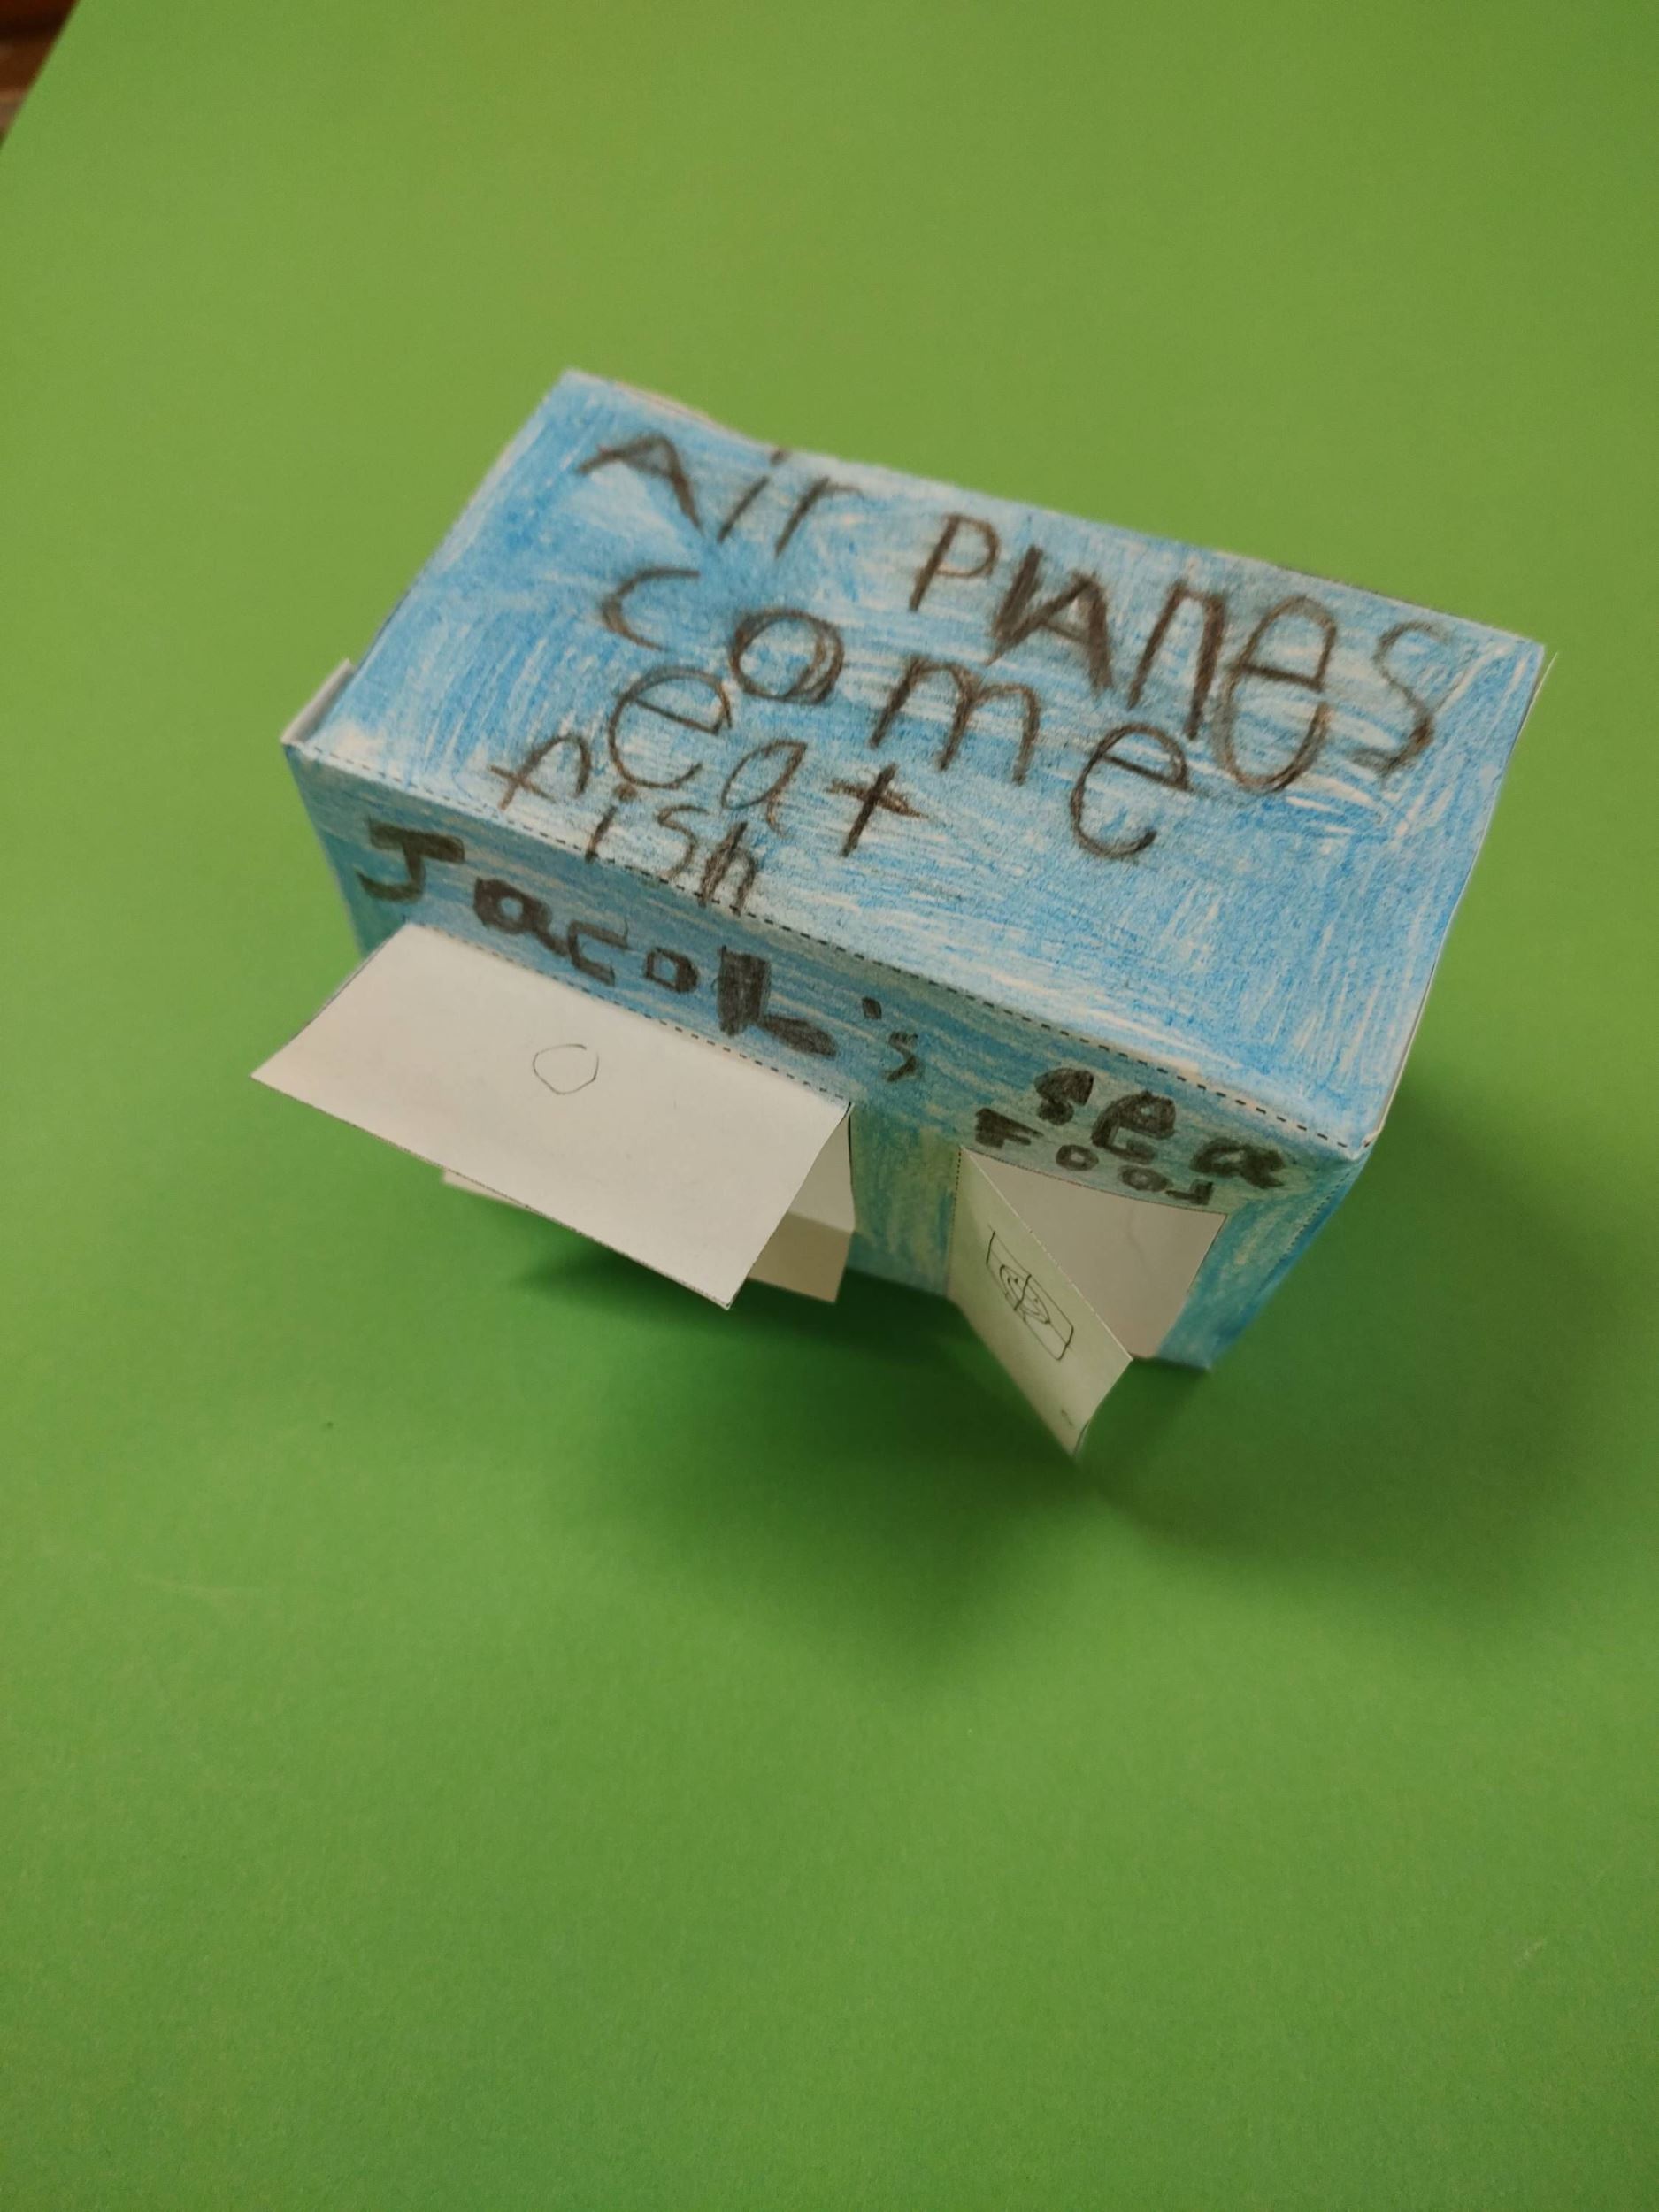 Air Planes
come
eat
fish
Jacob's
sea
Food